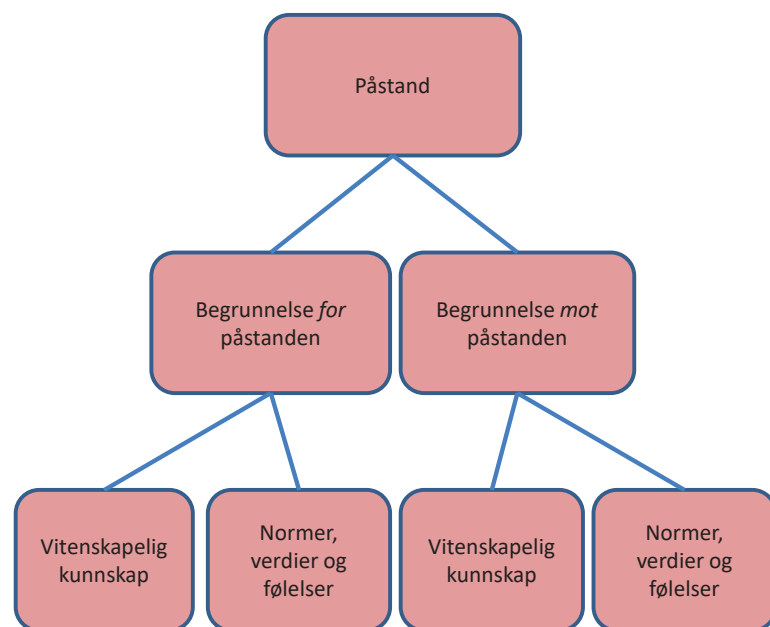 Påstand
Begrunnelse for
påstanden
Begrunnelse mot
påstanden
Vitenskapelig
kunnskap
Normer,
verdier og
følelser
Vitenskapelig
kunnskap
Normer,
verdier og
følelser